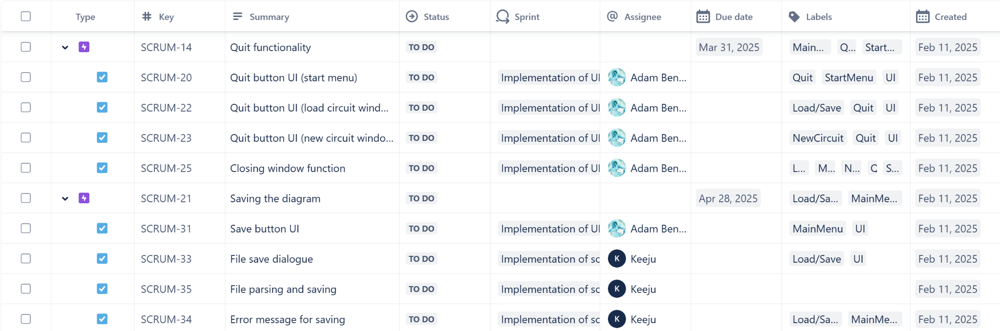 Type Key Summary Status Sprint Assignee Due date Labels Created
SCRUM-14 Quit functionality TO DO Mar 31, 2025 Main... Q... Start... Feb 11, 2025
SCRUM-20 Quit button UI (start menu) TO DO Implementation of UI Adam Ben... Quit StartMenu UI Feb 11, 2025
SCRUM-22 Quit button UI (load circuit wind... TO DO Implementation of UI Adam Ben... Load/Save Quit UI Feb 11, 2025
SCRUM-23 Quit button UI (new circuit windo... TO DO Implementation of UI Adam Ben... NewCircuit Quit UI Feb 11, 2025
SCRUM-25 Closing window function TO DO Implementation of UI Adam Ben... L... M... N... Q S... Feb 11, 2025
SCRUM-21 Saving the diagram TO DO Apr 28, 2025 Load/Sa... MainMe... Feb 11, 2025
SCRUM-31 Save button UI TO DO Implementation of UI Adam Ben... MainMenu UI Feb 11, 2025
SCRUM-33 File save dialogue TO DO Implementation of sc K Keeju Load/Save UI Feb 11, 2025
SCRUM-35 File parsing and saving TO DO Implementation of sc K Keeju Feb 11, 2025
SCRUM-34 Error message for saving TO DO Implementation of sc K Keeju Load/Sa... MainMe... Feb 11, 2025